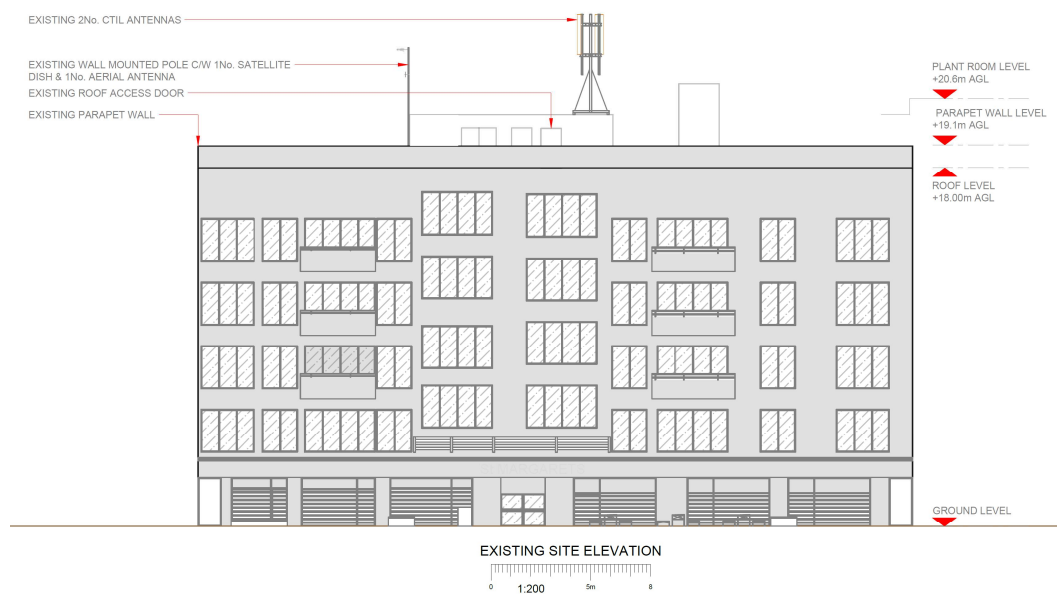 EXISTING 2No. CTIL ANTENNAS
EXISTING WALL MOUNTED POLE C/W 1No. SATELLITE
DISH & 1No. AERIAL ANTENNA
EXISTING ROOF ACCESS DOOR
EXISTING PARAPET WALL
PLANT ROOM LEVEL
+20.6m AGL
PARAPET WALL LEVEL
+19.1m AGL
ROOF LEVEL
+18.00m AGL
ST MARGARETS
GROUND LEVEL
EXISTING SITE ELEVATION
0 1:200 5m 8